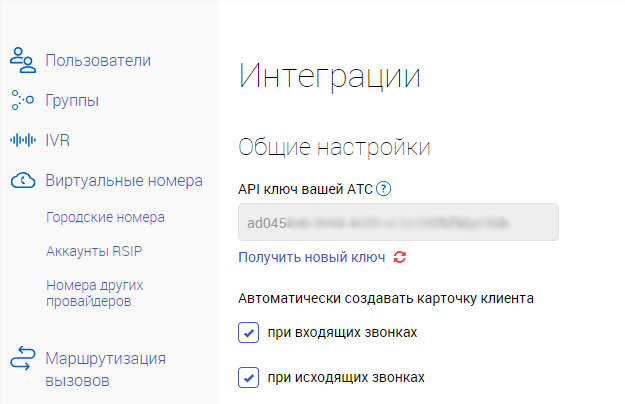 Пользователи
Группы
IVR
Виртуальные номера
Городские номера
Аккаунты RSIP
Номера других
провайдеров
Маршрутизация
вызовов
Интеграции
Общие настройки
API ключ вашей АТС ?
ad045
Получить новый ключ
Автоматически создавать карточку клиента
при входящих звонках
при исходящих звонках